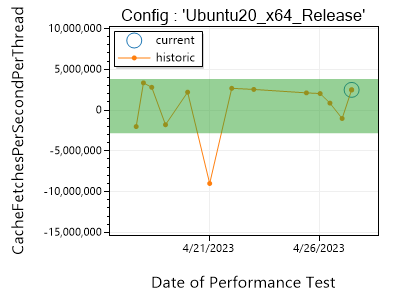 Config : 'Ubuntu20_x64_Release'
current
historic
CacheFetchesPerSecondPerThread
10,000,000
5,000,000
0
-5,000,000
-10,000,000
-15,000,000
4/21/2023
4/26/2023
Date of Performance Test